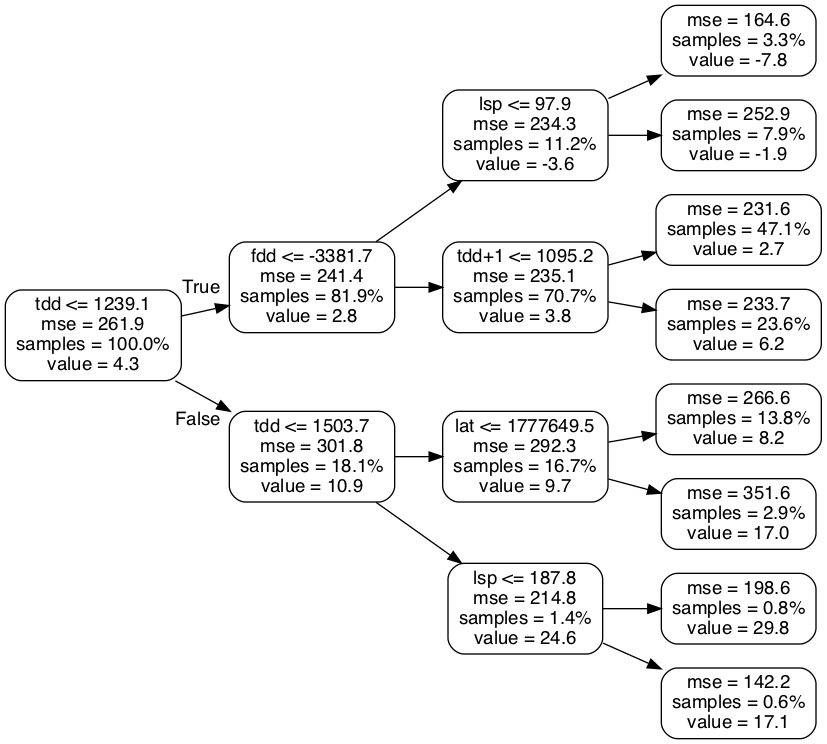 tdd <= 1239.1
mse = 261.9
samples = 100.0%
value = 4.3
True
False
fdd <= -3381.7
mse = 241.4
samples = 81.9%
value = 2.8
tdd <= 1503.7
mse = 301.8
samples = 18.1%
value = 10.9
lsp <= 97.9
mse = 234.3
samples = 11.2%
value = -3.6
tdd+1 <= 1095.2
mse = 235.1
samples = 70.7%
value = 3.8
lat <= 1777649.5
mse = 292.3
samples = 16.7%
value = 9.7
lsp <= 187.8
mse = 214.8
samples = 1.4%
value = 24.6
mse = 164.6
samples = 3.3%
value = -7.8
mse = 252.9
samples = 7.9%
value = -1.9
mse = 231.6
samples = 47.1%
value = 2.7
mse = 233.7
samples = 23.6%
value = 6.2
mse = 266.6
samples = 13.8%
value = 8.2
mse = 351.6
samples = 2.9%
value = 17.0
mse = 198.6
samples = 0.8%
value = 29.8
mse = 142.2
samples = 0.6%
value = 17.1